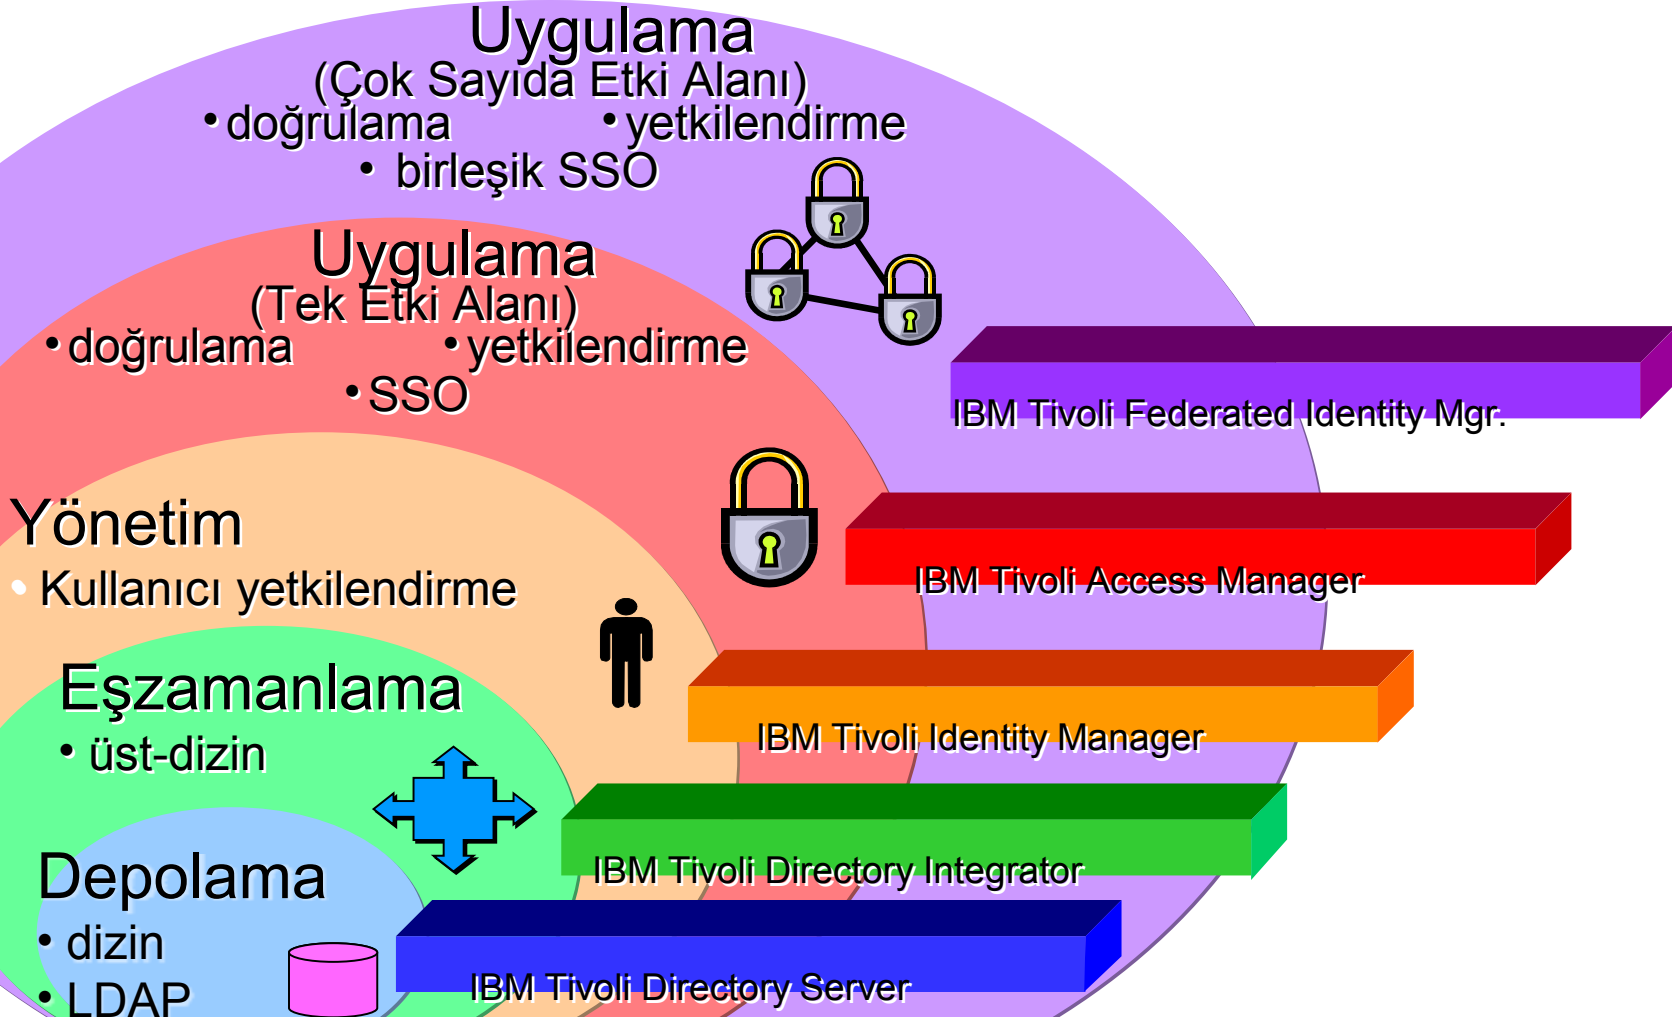 Uygulama
(Çok Sayıda Etki Alanı)
• doğrulama • yetkilendirme
• birleşik SSO
Uygulama
(Tek Etki Alanı)
• doğrulama • yetkilendirme
• SSO
IBM Tivoli Federated Identity Mgr.
Yönetim
• Kullanıcı yetkilendirme
IBM Tivoli Access Manager
Eşzamanlama
• üst-dizin
IBM Tivoli Identity Manager
IBM Tivoli Directory Integrator
Depolama
• dizin
• LDAP
IBM Tivoli Directory Server